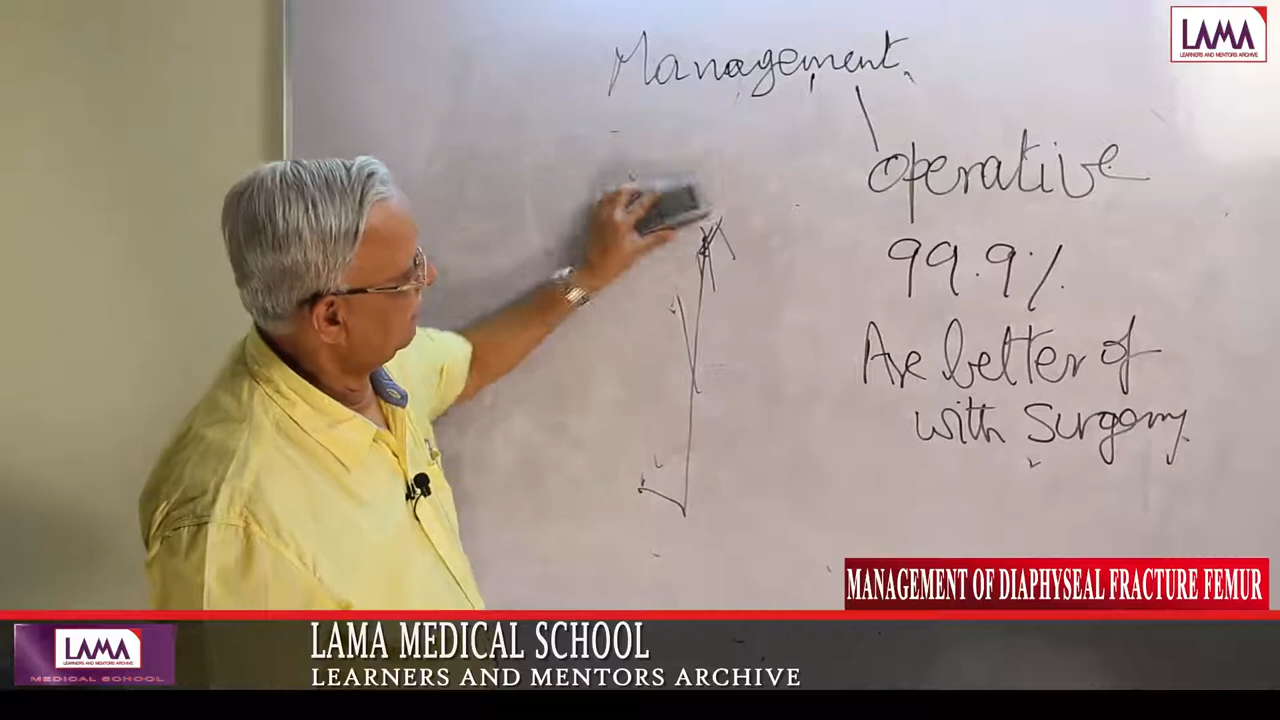 Management
operative
99.9%
Are better of
with Surgery
LAMA
LEARNERS AND MENTORS ARCHIVE
MANAGEMENT OF DIAPHYSEAL FRACTURE FEMUR
LAMA
LEARNERS AND MENTORS ARCHIVE
MEDICAL SCHOOL
LAMA MEDICAL SCHOOL
LEARNERS AND MENTORS ARCHIVE